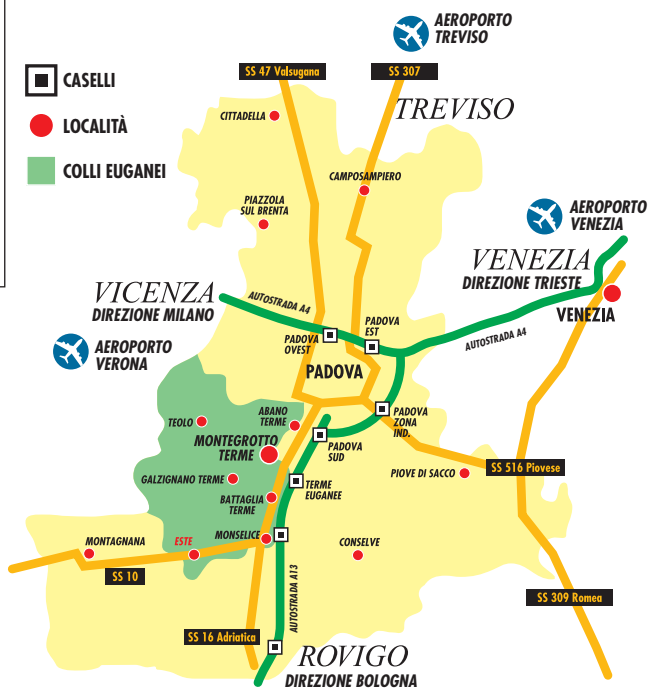 AEROPORTO
TREVISO
SS 47 Valsugana
SS 307
CASELLI
LOCALITÀ
COLLI EUGANEI
TREVISO
CITTADELLA
CAMPOSAMPIERO
PIAZZOLA
SUL BRENTA
AEROPORTO
VENEZIA
VENEZIA
DIREZIONE TRIESTE
VICENZA
DIREZIONE MILANO
AUTOSTRADA A4
VENEZIA
PADOVA
EST
PADOVA
OVEST
AUTOSTRADA A4
AEROPORTO
VERONA
PADOVA
ABANO
TERME
TEOLO
PADOVA
ZONA
IND.
MONTEGROTTO
TERME
PADOVA
SUD
GALZIGNANO TERME
TERME
EUGANEE
PIOVE DI SACCO
SS 516 Piovese
BATTAGLIA
TERME
MONTAGNANA
ESTE
MONSELICE
CONSELVE
SS 10
AUTOSTRADA A13
SS 309 Romea
SS 16 Adriatica
ROVIGO
DIREZIONE BOLOGNA